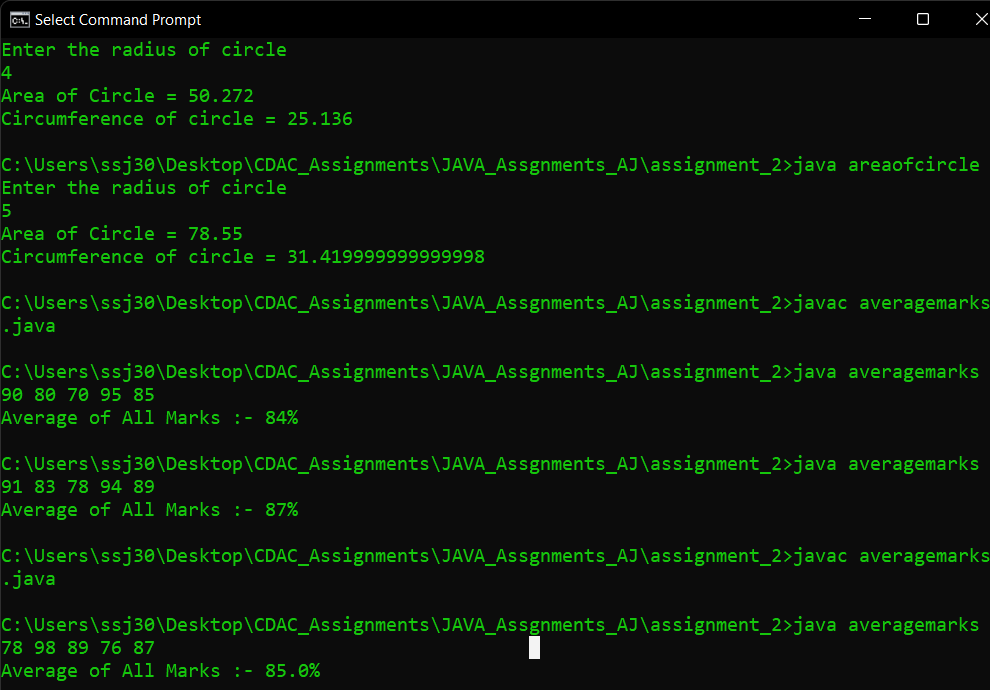 Select Command Prompt
Enter the radius of circle
4
Area of Circle = 50.272
Circumference of circle = 25.136
C:\Users\ssj30\Desktop\CDAC_Assignments\JAVA_Assgnments_AJ\assignment_2>java areaofcircle
Enter the radius of circle
5
Area of Circle = 78.55
Circumference of circle = 31.419999999999998
C:\Users\ssj30\Desktop\CDAC_Assignments\JAVA_Assgnments_AJ\assignment_2>javac averagemarks
.java
C:\Users\ssj30\Desktop\CDAC_Assignments\JAVA_Assgnments_AJ\assignment_2>java averagemarks
90 80 70 95 85
Average of All Marks :- 84%
C:\Users\ssj30\Desktop\CDAC_Assignments\JAVA_Assgnments_AJ\assignment_2>java averagemarks
91 83 78 94 89
Average of All Marks :- 87%
C:\Users\ssj30\Desktop\CDAC_Assignments\JAVA_Assgnments_AJ\assignment_2>javac averagemarks
.java
C:\Users\ssj30\Desktop\CDAC_Assignments\JAVA_Assgnments_AJ\assignment_2>java averagemarks
78 98 89 76 87
Average of All Marks :- 85.0%